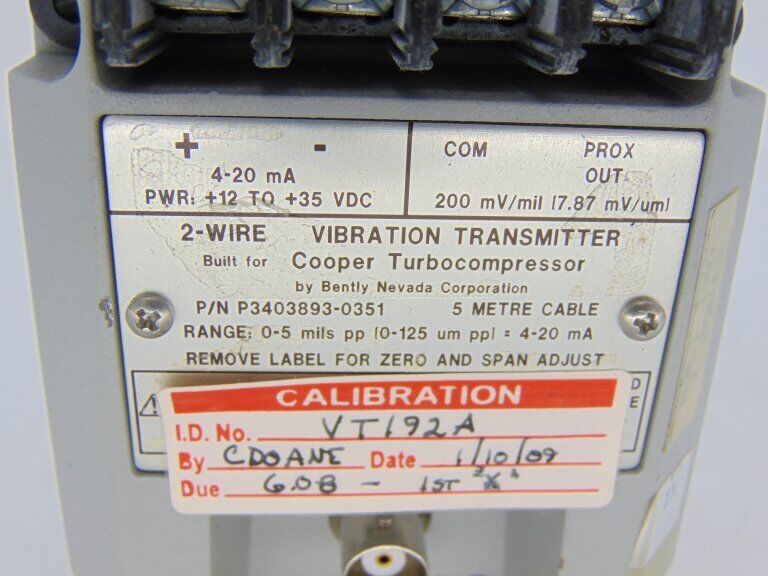 + -
4-20 mA
PWR: +12 TO +35 VDC
COM PROX
OUT
200 mV/mil (7.87 mV/um)
2-WIRE VIBRATION TRANSMITTER
Built for Cooper Turbocompressor
by Bently Nevada Corporation
P/N P3403893-0351 5 METRE CABLE
RANGE: 0-5 mils pp (0-125 um pp) = 4-20 mA
REMOVE LABEL FOR ZERO AND SPAN ADJUST
CALIBRATION
I.D. No. VT192A
By CDOANE Date 1/10/09
Due 6.0B - 1ST